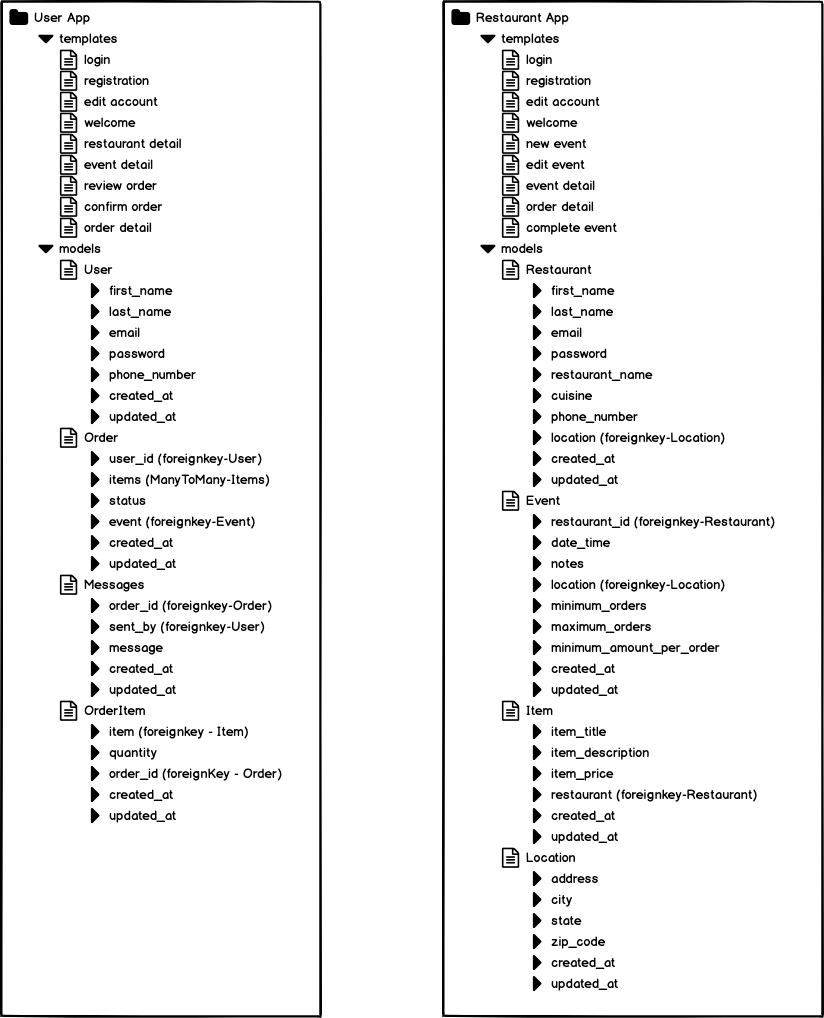 User App
templates
login
registration
edit account
welcome
restaurant detail
event detail
review order
confirm order
order detail
models
User
first_name
last_name
email
password
phone_number
created_at
updated_at
Order
user_id (foreignkey-User)
items (ManyToMany-Items)
status
event (foreignkey-Event)
created_at
updated_at
Messages
order_id (foreignkey-Order)
sent_by (foreignkey-User)
message
created_at
updated_at
OrderItem
item (foreignkey - Item)
quantity
order_id (foreignKey - Order)
created_at
updated_at
Restaurant App
templates
login
registration
edit account
welcome
new event
edit event
event detail
order detail
complete event
models
Restaurant
first_name
last_name
email
password
restaurant_name
cuisine
phone_number
location (foreignkey-Location)
created_at
updated_at
Event
restaurant_id (foreignkey-Restaurant)
date_time
notes
location (foreignkey-Location)
minimum_orders
maximum_orders
minimum_amount_per_order
created_at
updated_at
Item
item_title
item_description
item_price
restaurant (foreignkey-Restaurant)
created_at
updated_at
Location
address
city
state
zip_code
created_at
updated_at